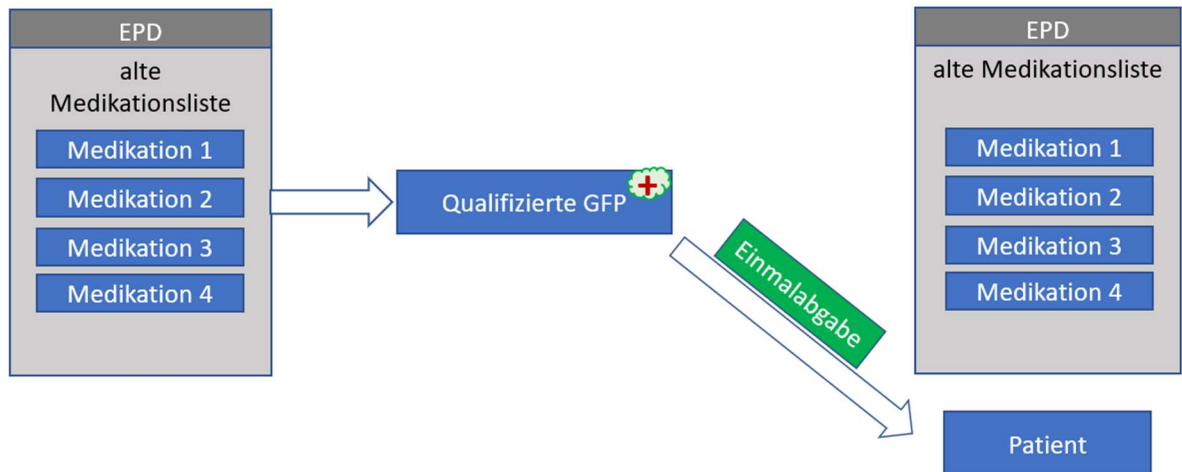 EPD
alte
Medikationsliste
Medikation 1
Medikation 2
Medikation 3
Medikation 4
Qualifizierte GFP
Einmalabgabe
EPD
alte Medikationsliste
Medikation 1
Medikation 2
Medikation 3
Medikation 4
Patient